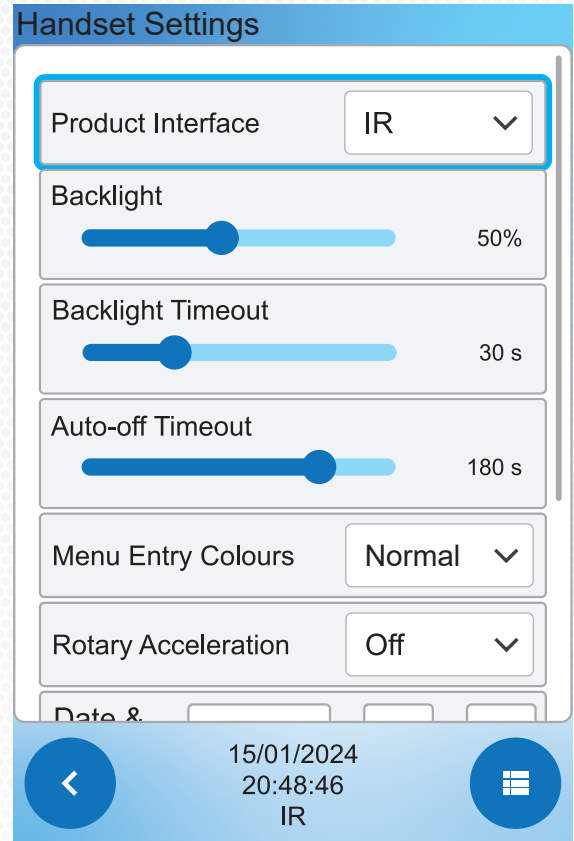 Handset Settings
Product Interface IR
Backlight
50%
Backlight Timeout
30 s
Auto-off Timeout
180 s
Menu Entry Colours Normal
Rotary Acceleration Off
Date &
15/01/2024
20:48:46
IR